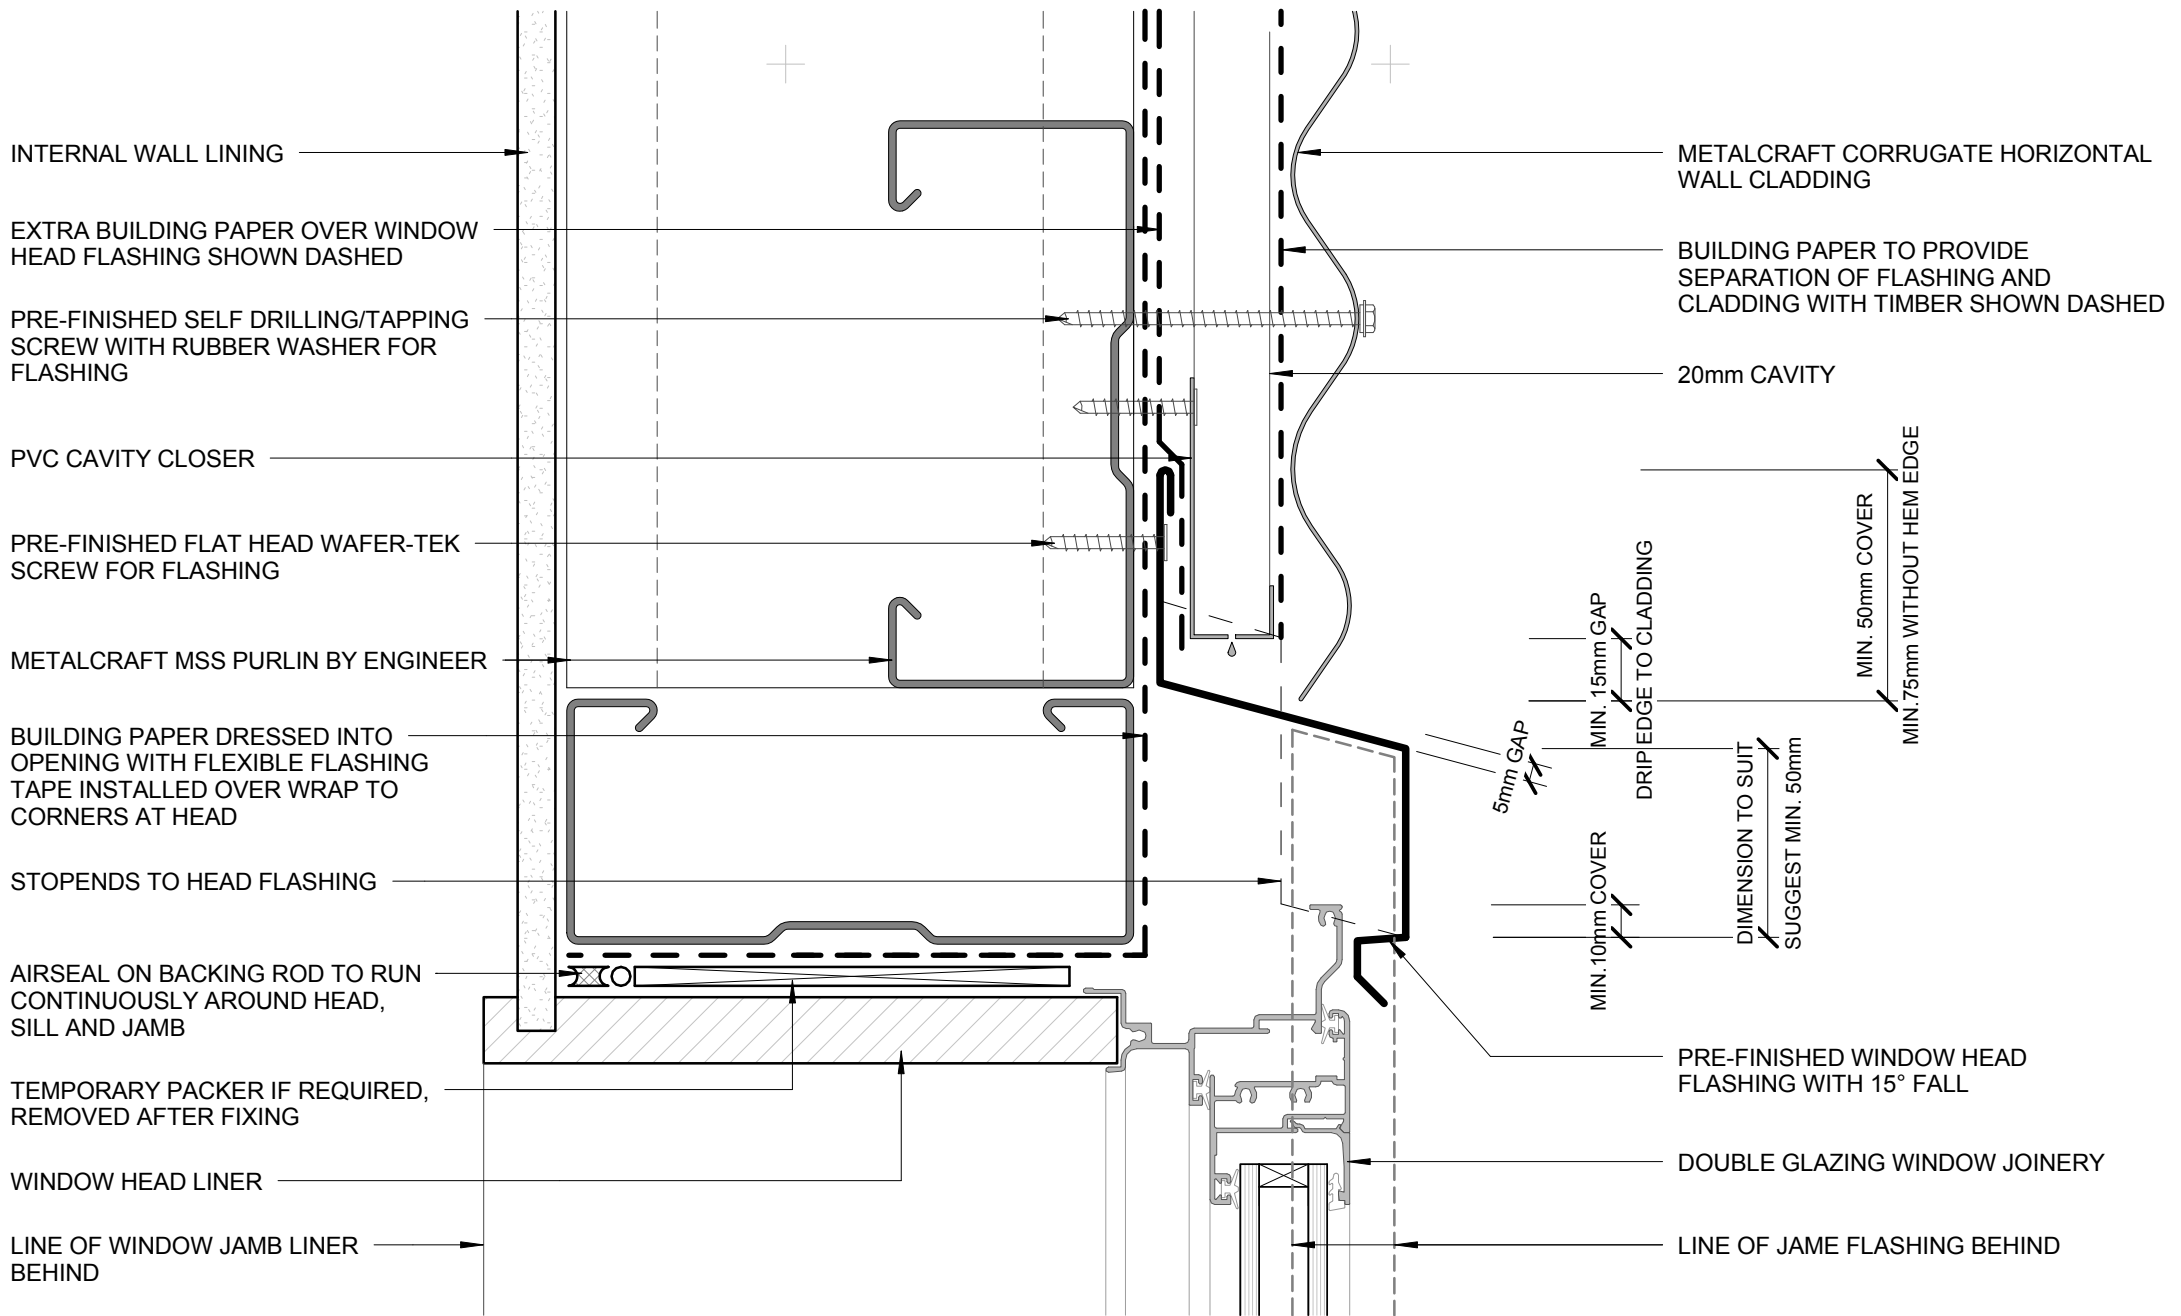 INTERNAL WALL LINING
EXTRA BUILDING PAPER OVER WINDOW
HEAD FLASHING SHOWN DASHED
PRE-FINISHED SELF DRILLING/TAPPING
SCREW WITH RUBBER WASHER FOR
FLASHING
PVC CAVITY CLOSER
PRE-FINISHED FLAT HEAD WAFER-TEK
SCREW FOR FLASHING
METALCRAFT MSS PURLIN BY ENGINEER
BUILDING PAPER DRESSED INTO
OPENING WITH FLEXIBLE FLASHING
TAPE INSTALLED OVER WRAP TO
CORNERS AT HEAD
STOPENDS TO HEAD FLASHING
AIRSEAL ON BACKING ROD TO RUN
CONTINUOUSLY AROUND HEAD,
SILL AND JAMB
TEMPORARY PACKER IF REQUIRED,
REMOVED AFTER FIXING
WINDOW HEAD LINER
LINE OF WINDOW JAMB LINER
BEHIND
METALCRAFT CORRUGATE HORIZONTAL
WALL CLADDING
BUILDING PAPER TO PROVIDE
SEPARATION OF FLASHING AND
CLADDING WITH TIMBER SHOWN DASHED
20mm CAVITY
MIN. 50mm COVER
MIN.75mm WITHOUT HEM EDGE
MIN. 15mm GAP
DRIP EDGE TO CLADDING
5mm GAP
DIMENSION TO SUIT
SUGGEST MIN. 50mm
MIN.10mm COVER
PRE-FINISHED WINDOW HEAD
FLASHING WITH 15° FALL
DOUBLE GLAZING WINDOW JOINERY
LINE OF JAME FLASHING BEHIND